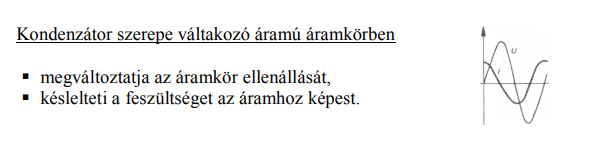 Kondenzátor szerepe váltakozó áramú áramkörben
▪ megváltoztatja az áramkör ellenállását,
▪ késlelteti a feszültséget az áramhoz képest.
u
i